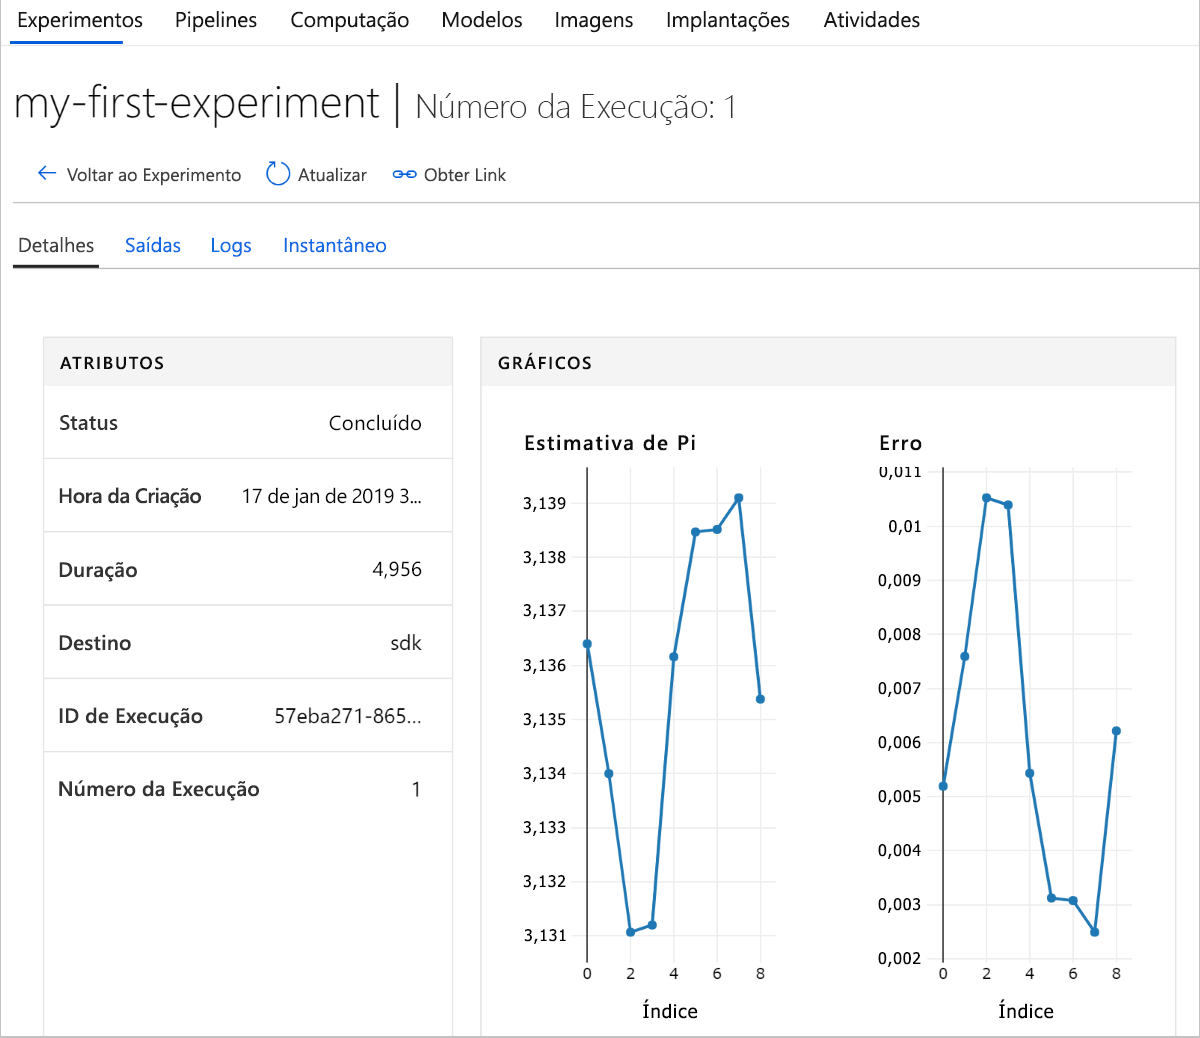 Experimentos Pipelines Computação Modelos Imagens Implantações Atividades
my-first-experiment | Número da Execução: 1
Voltar ao Experimento Atualizar Obter Link
Detalhes Saídas Logs Instantâneo
ATRIBUTOS
Status Concluído
Hora da Criação 17 de jan de 2019 3...
Duração 4,956
Destino sdk
ID de Execução 57eba271-865...
Número da Execução 1
GRÁFICOS
Estimativa de Pi
3,139
3,138
3,137
3,136
3,135
3,134
3,133
3,132
3,131
0 2 4 6 8
Índice
Erro
0,011
0,01
0,009
0,008
0,007
0,006
0,005
0,004
0,003
0,002
0 2 4 6 8
Índice